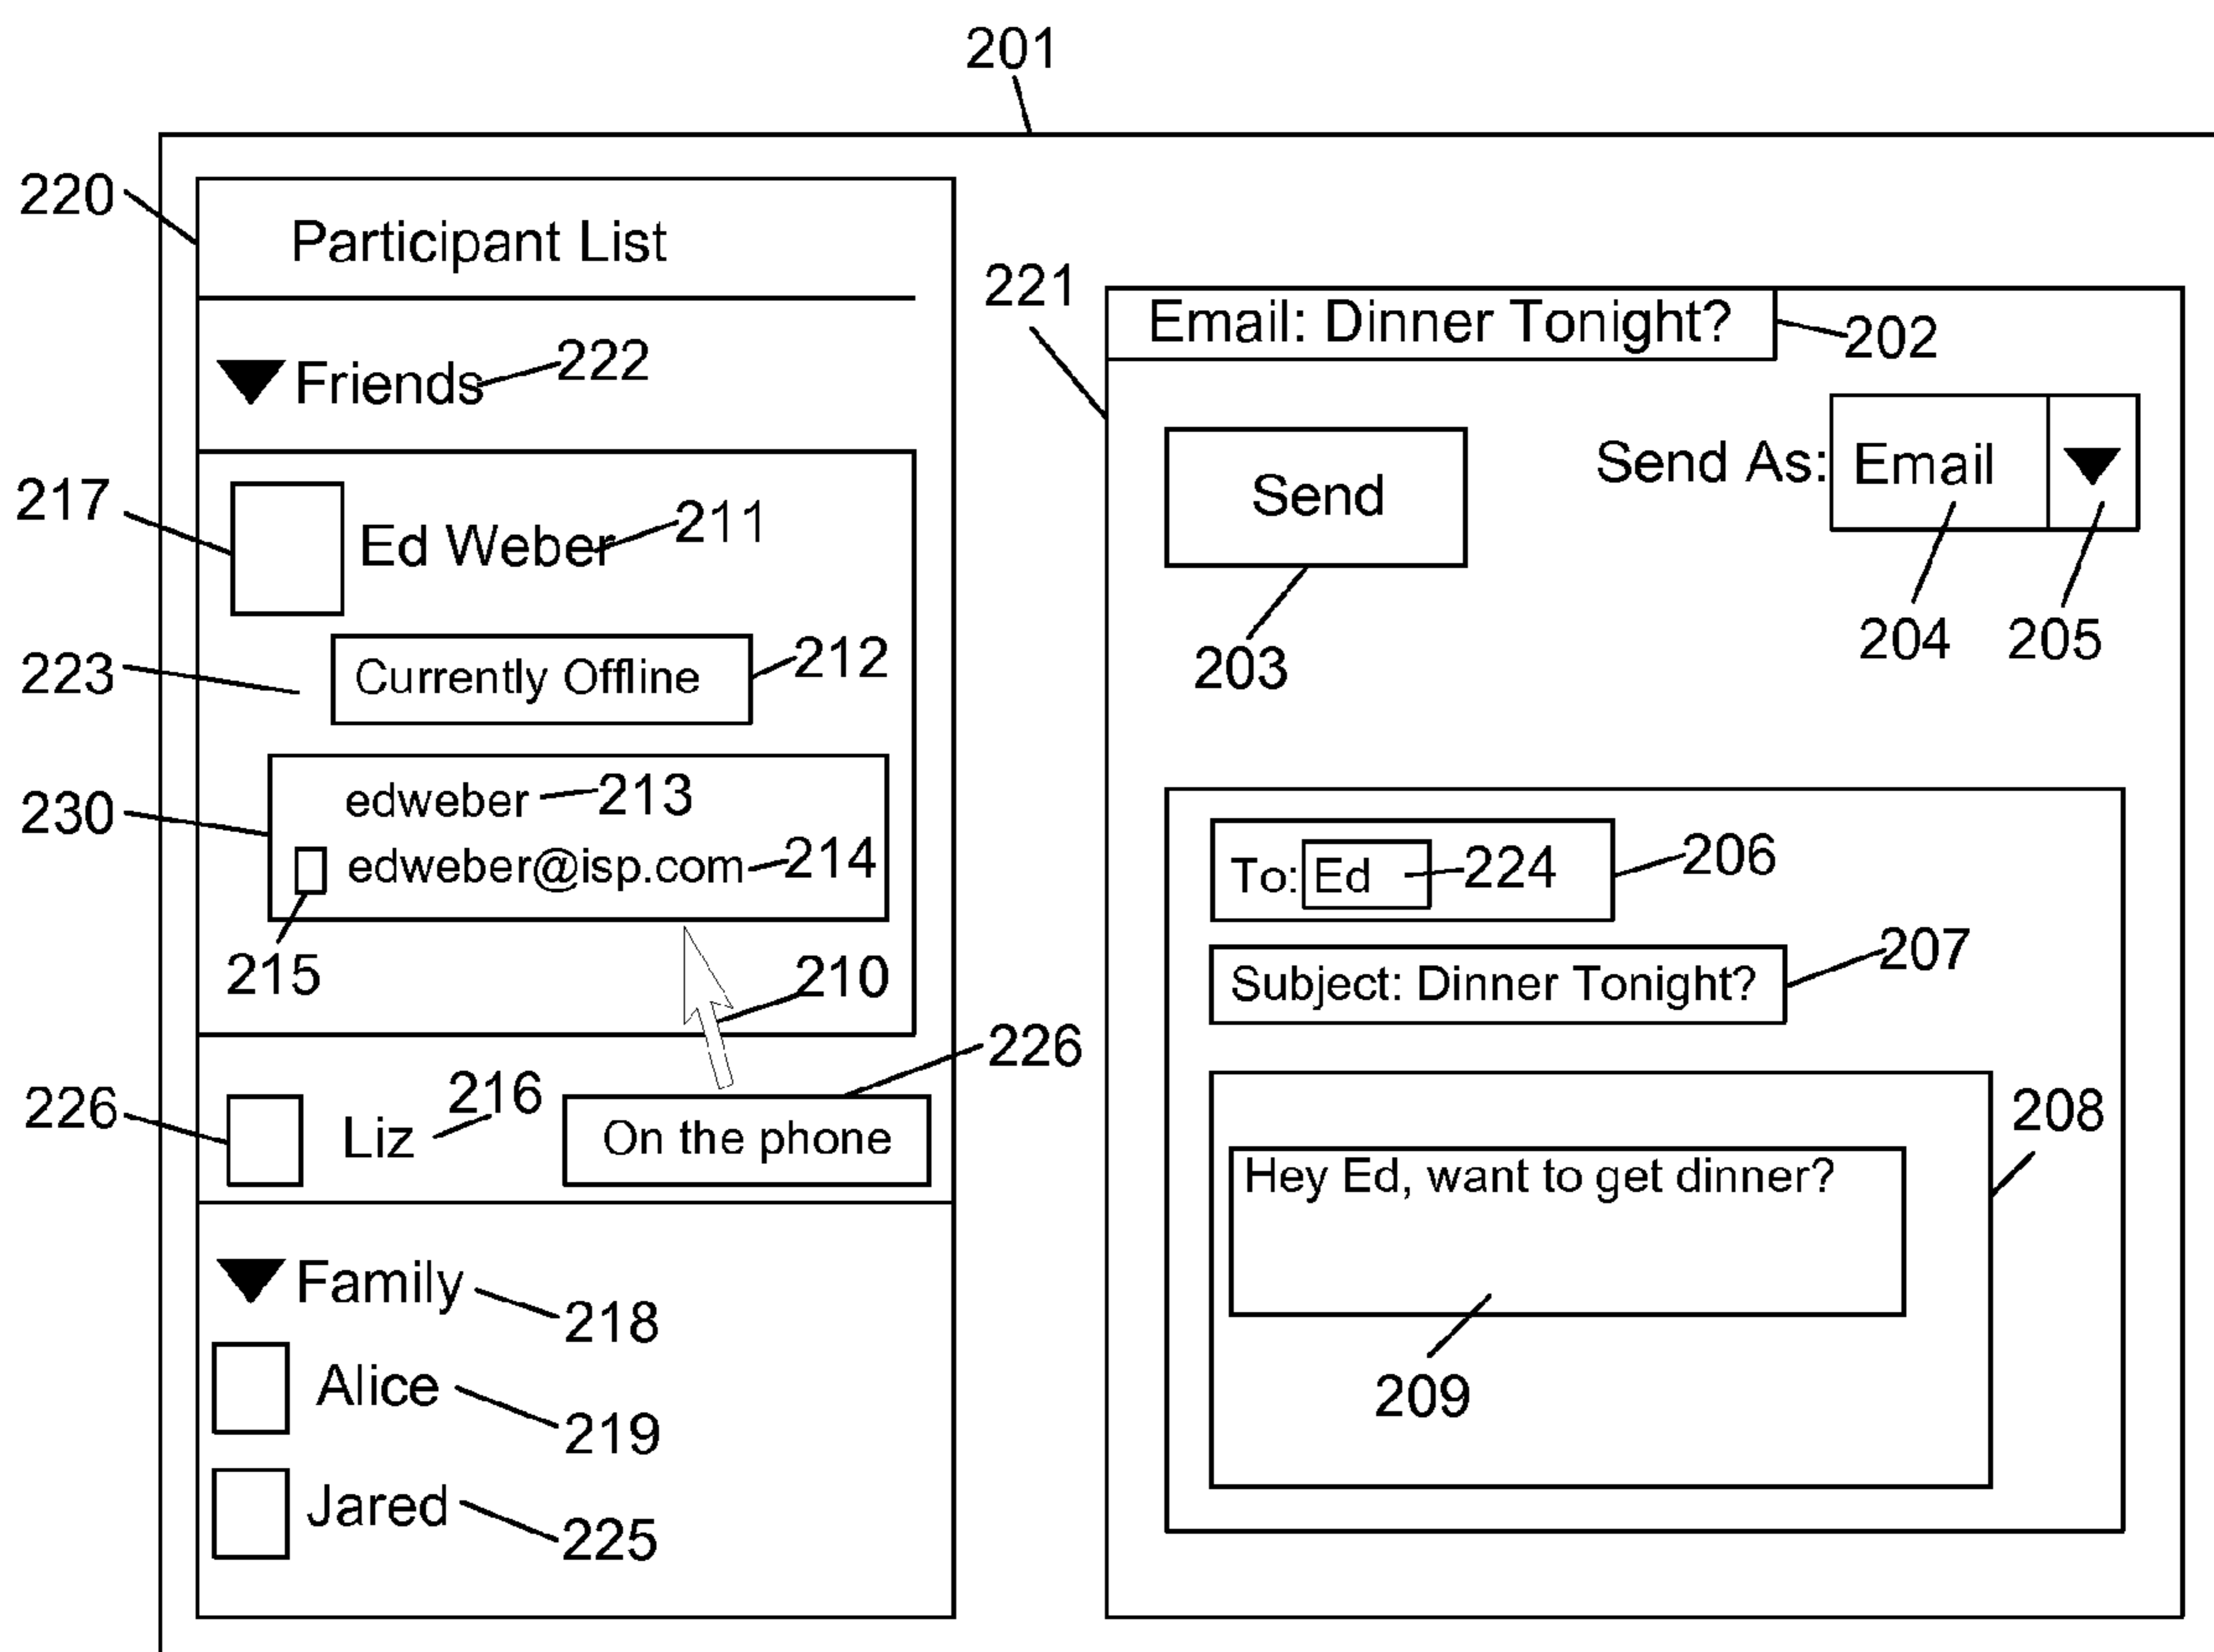 201
220
Participant List
Friends 222
217
Ed Weber 211
223
Currently Offline 212
230
edweber 213
edweber@isp.com 214
215
210
226
226
Liz 216
On the phone
Family 218
Alice 219
Jared 225
221
Email: Dinner Tonight? 202
Send
Send As: Email
203
204 205
To: Ed 224 206
207
Subject: Dinner Tonight?
208
Hey Ed, want to get dinner?
209